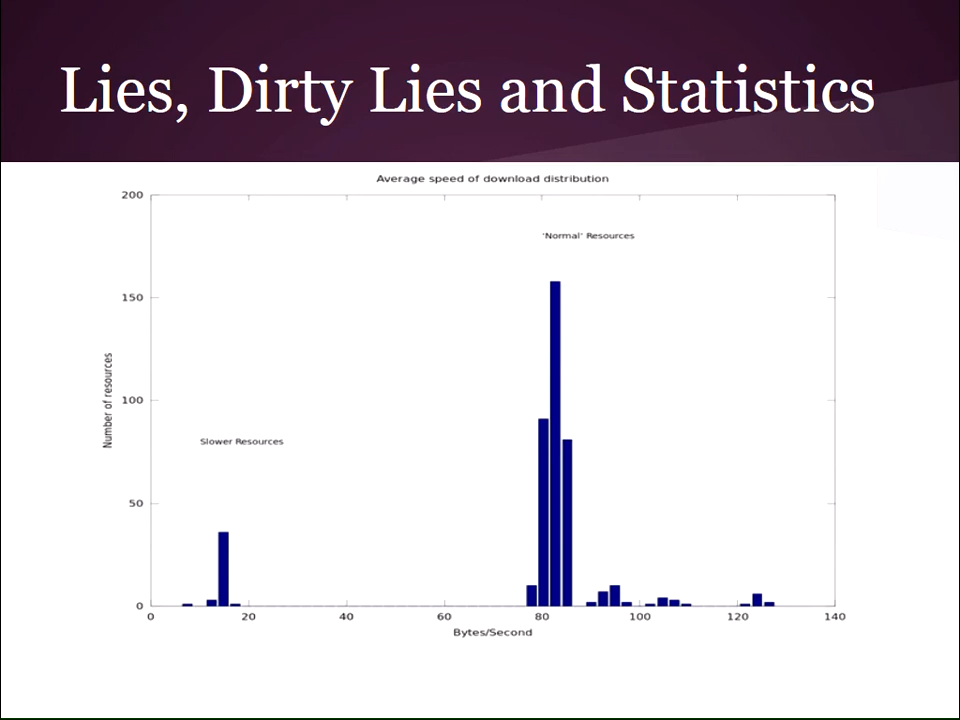 Lies, Dirty Lies and Statistics
Average speed of download distribution
200
'Normal' Resources
150
Number of resources
100
Slower Resources
50
0
0 20 40 60 80 100 120 140
Bytes/Second